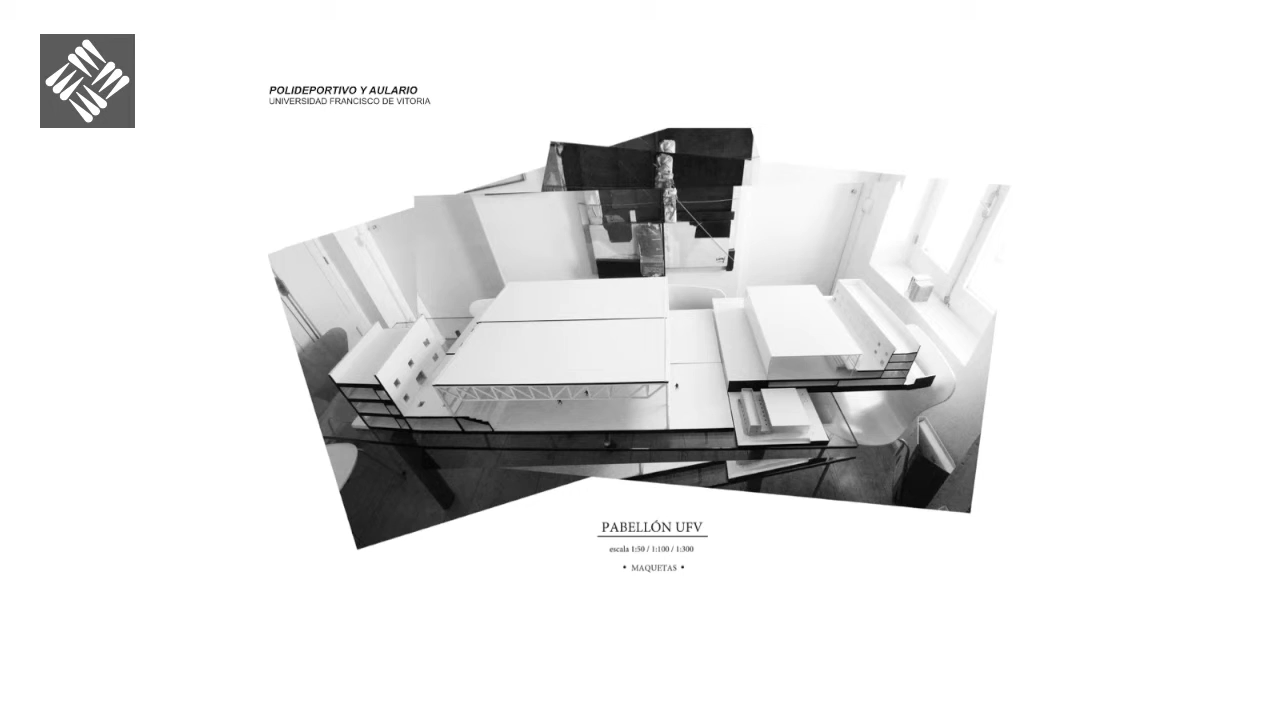 POLIDEPORTIVO Y AULARIO
UNIVERSIDAD FRANCISCO DE VITORIA
PABELLÓN UFV
escala 1:50 / 1:100 / 1:300
• MAQUETAS •